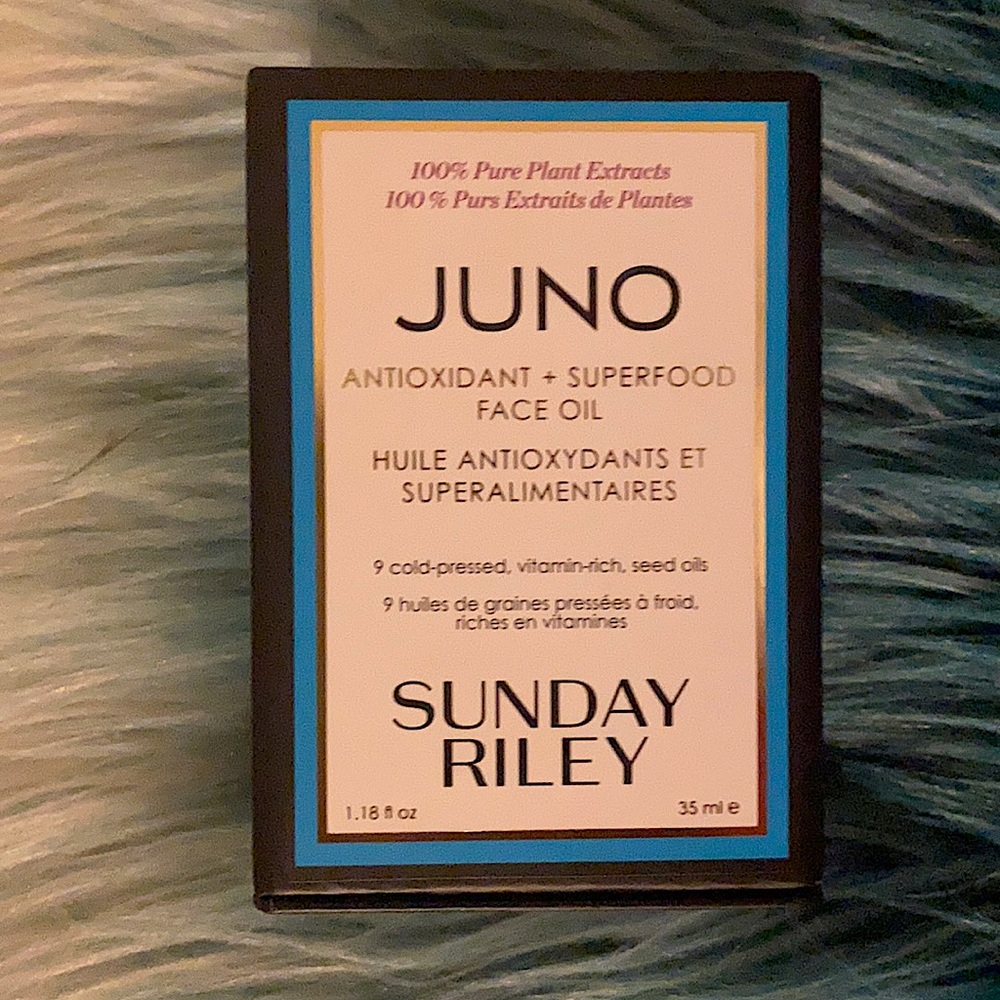 100% Pure Plant Extracts
100 % Purs Extraits de Plantes
JUNO
ANTIOXIDANT + SUPERFOOD
FACE OIL
HUILE ANTIOXYDANTS ET
SUPERALIMENTAIRES
9 cold-pressed, vitamin-rich, seed oils
9 huiles de graines pressées à froid,
riches en vitamines
SUNDAY
RILEY
1.18 fl oz 35 ml e